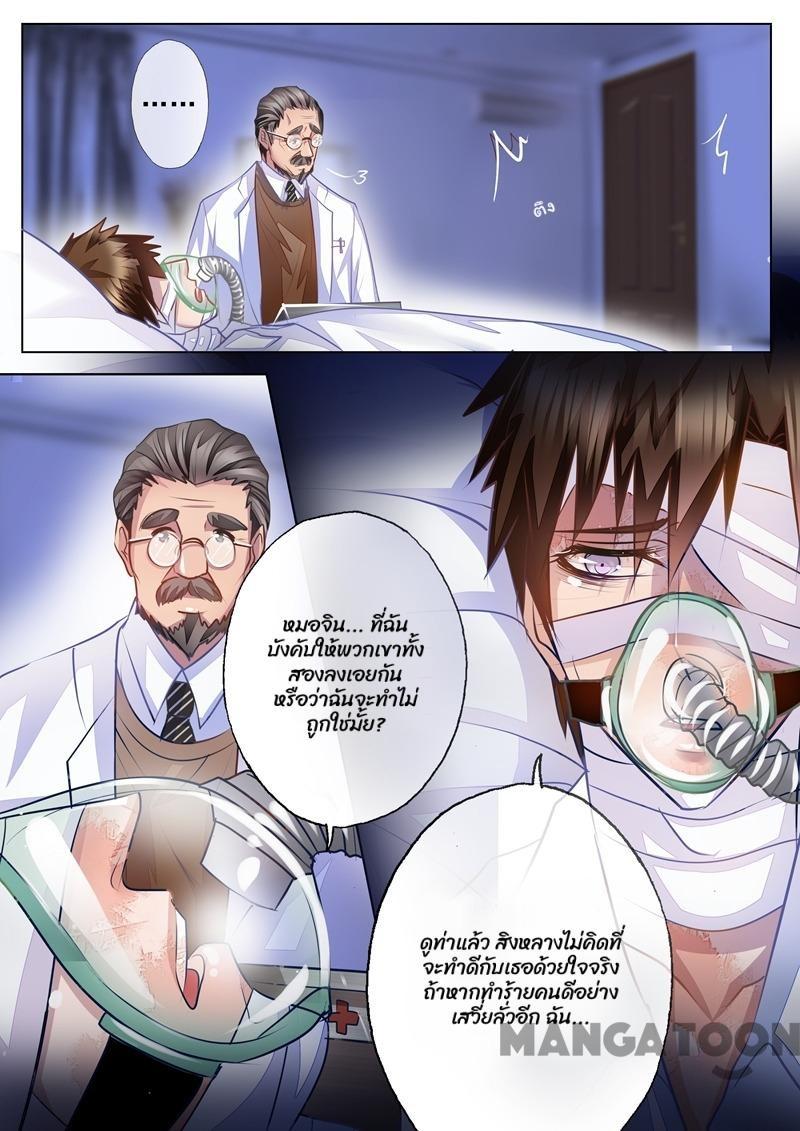 ......
ตึง
หมอจิน... ที่ฉัน
บังคับให้พวกเขาทั้ง
สองลงเอยกัน
หรือว่าฉันจะทำไม่
ถูกใช่มั้ย?
ดูท่าแล้ว สิงหลางไม่คิดที่
จะทำดีกับเธอด้วยใจจริง
ถ้าหากทำร้ายคนดีอย่าง
เสวี่ยลั่วอีก ฉัน...
MANGATOON